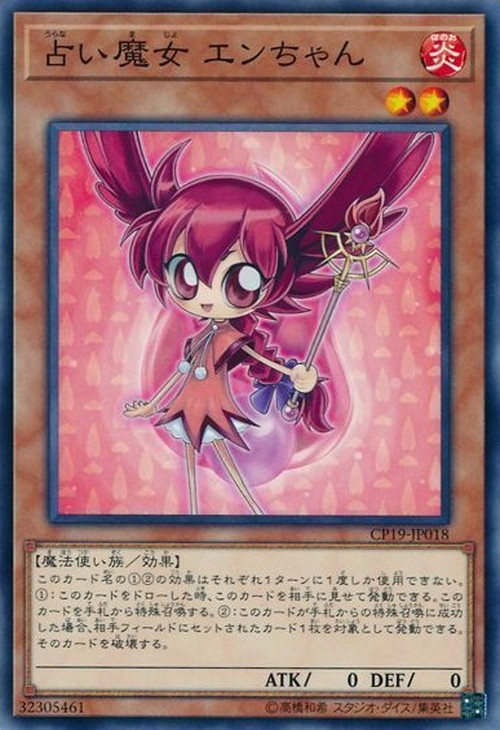 占い魔女 エンちゃん
炎
CP19-JP018
【魔法使い族／効果】
このカード名の①②の効果はそれぞれ1ターンに1度しか使用できない。
①：このカードをドローした時、このカードを相手に見せて発動できる。この
カードを手札から特殊召喚する。②：このカードが手札からの特殊召喚に成功
した場合、相手フィールドにセットされたカード1枚を対象として発動できる。
そのカードを破壊する。
ATK/ 0 DEF/ 0
32305461
©高橋和希 スタジオ・ダイス/集英社